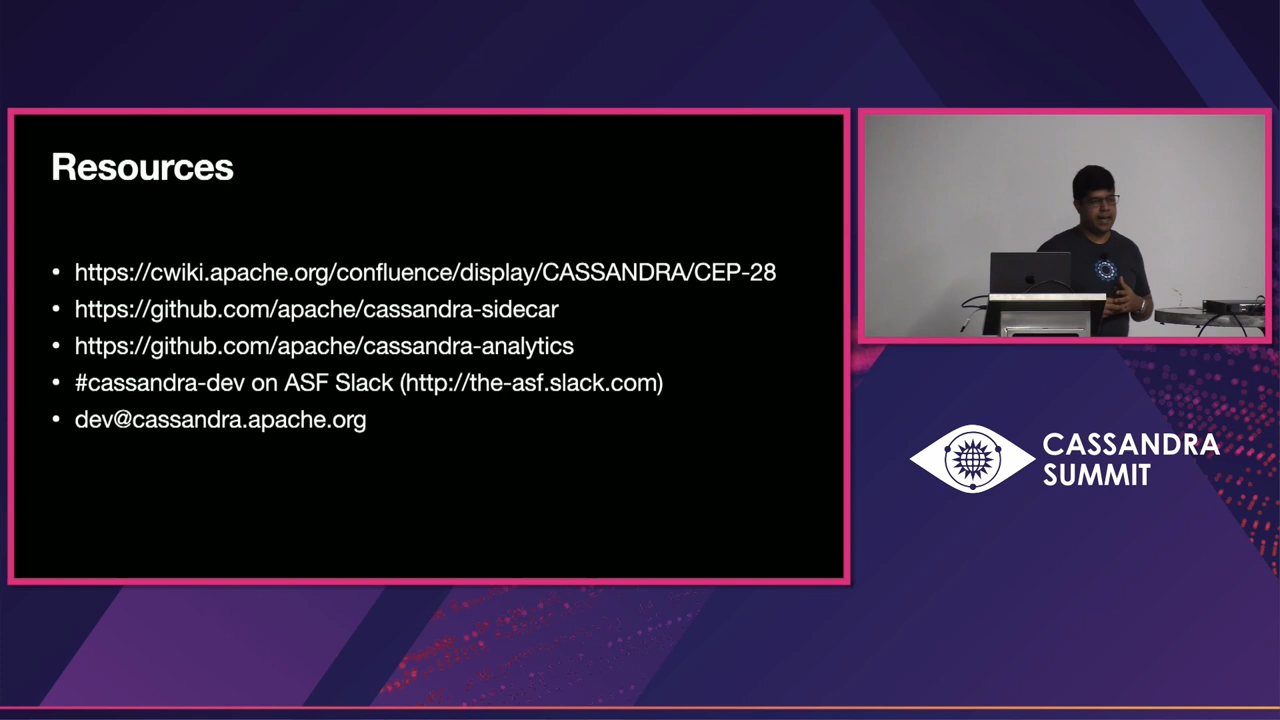 Resources
• https://cwiki.apache.org/confluence/display/CASSANDRA/CEP-28
• https://github.com/apache/cassandra-sidecar
• https://github.com/apache/cassandra-analytics
• #cassandra-dev on ASF Slack (http://the-asf.slack.com)
• dev@cassandra.apache.org
CASSANDRA
SUMMIT